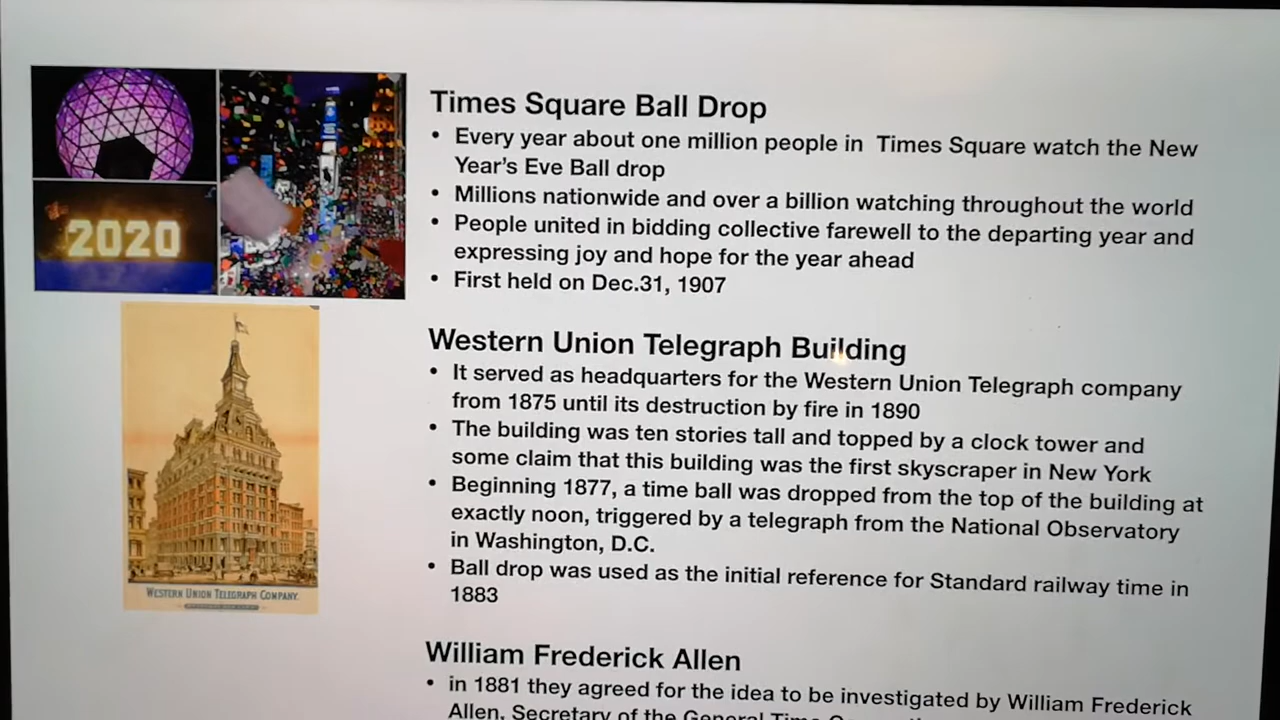 2020
WESTERN UNION TELEGRAPH COMPANY.
Times Square Ball Drop
• Every year about one million people in Times Square watch the New
Year's Eve Ball drop
• Millions nationwide and over a billion watching throughout the world
• People united in bidding collective farewell to the departing year and
expressing joy and hope for the year ahead
• First held on Dec.31, 1907
Western Union Telegraph Building
• It served as headquarters for the Western Union Telegraph company
from 1875 until its destruction by fire in 1890
• The building was ten stories tall and topped by a clock tower and
some claim that this building was the first skyscraper in New York
• Beginning 1877, a time ball was dropped from the top of the building at
exactly noon, triggered by a telegraph from the National Observatory
in Washington, D.C.
• Ball drop was used as the initial reference for Standard railway time in
1883
William Frederick Allen
• in 1881 they agreed for the idea to be investigated by William Frederick
Allen, Secretary of the General Time